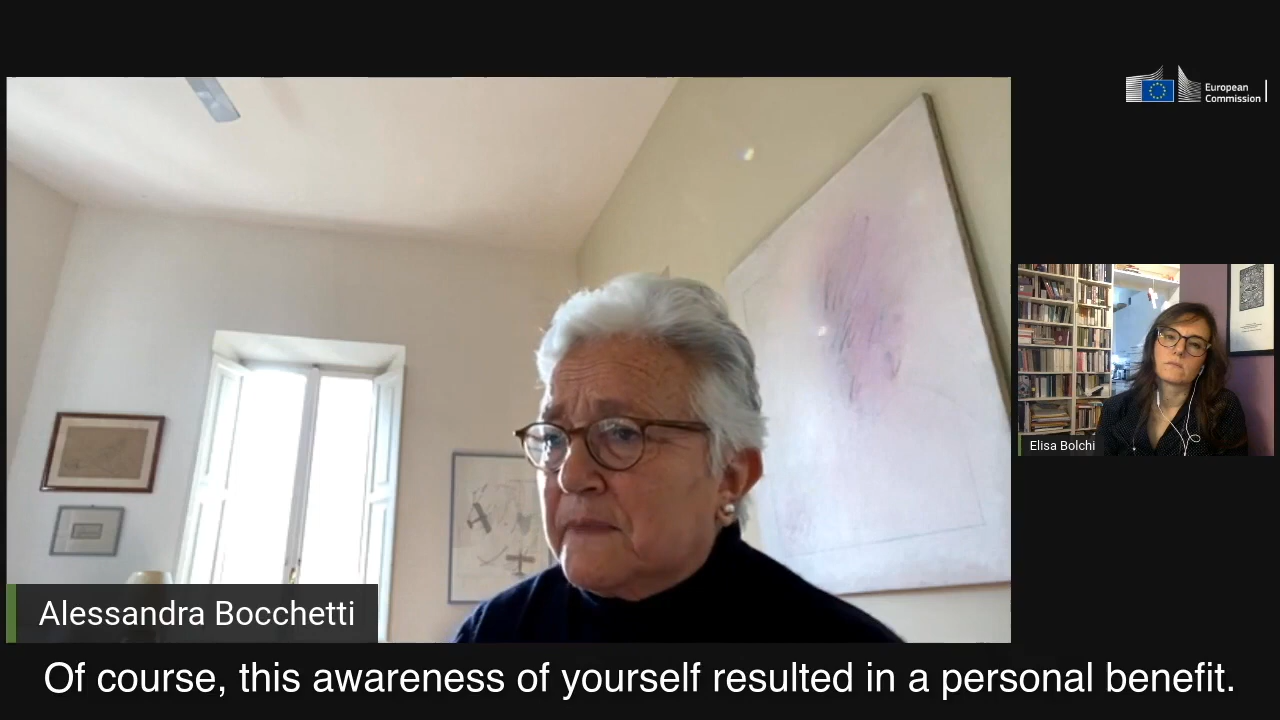 European
Commission
Elisa Bolchi
Alessandra Bocchetti
Of course, this awareness of yourself resulted in a personal benefit.